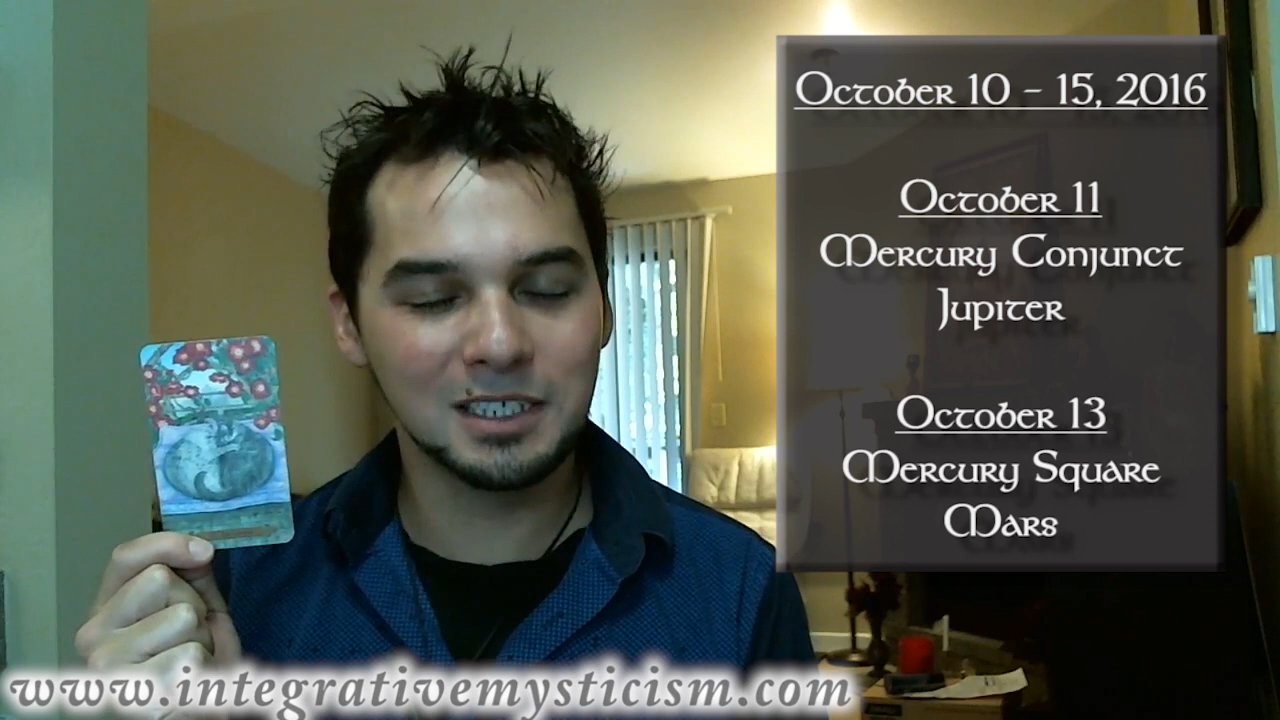 October 10 - 15, 2016
October 11
Mercury Conjunct
Jupiter
October 13
Mercury Square
Mars
www.integrativemysticism.com